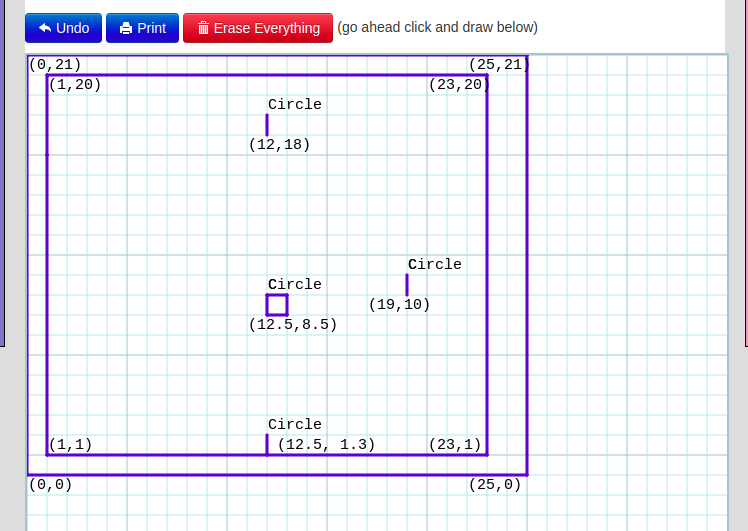 Undo Print Erase Everything (go ahead click and draw below)
(0,21) (25,21)
(1,20) (23,20)
Circle
(12,18)
Circle
Circle
(19,10)
(12.5,8.5)
Circle
(1,1) (12.5, 1.3) (23,1)
(0,0) (25,0)